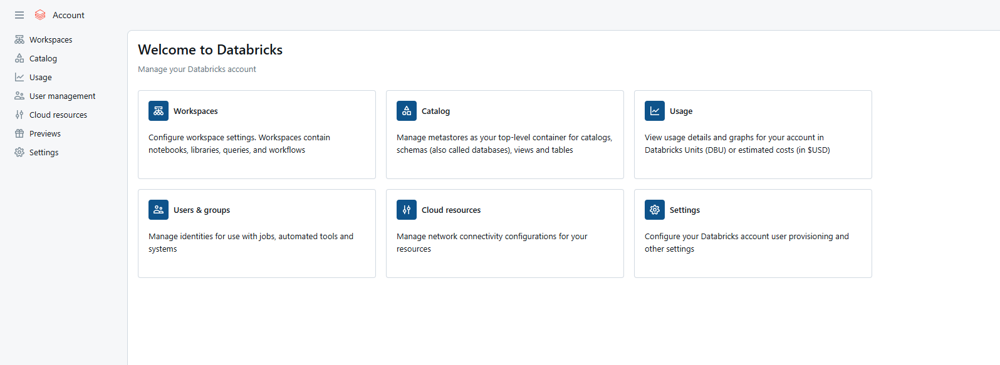 Account
Workspaces
Catalog
Usage
User management
Cloud resources
Previews
Settings
Welcome to Databricks
Manage your Databricks account
Workspaces
Configure workspace settings. Workspaces contain
notebooks, libraries, queries, and workflows
Catalog
Manage metastores as your top-level container for catalogs,
schemas (also called databases), views and tables
Usage
View usage details and graphs for your account in
Databricks Units (DBU) or estimated costs (in $USD)
Users & groups
Manage identities for use with jobs, automated tools and
systems
Cloud resources
Manage network connectivity configurations for your
resources
Settings
Configure your Databricks account user provisioning and
other settings